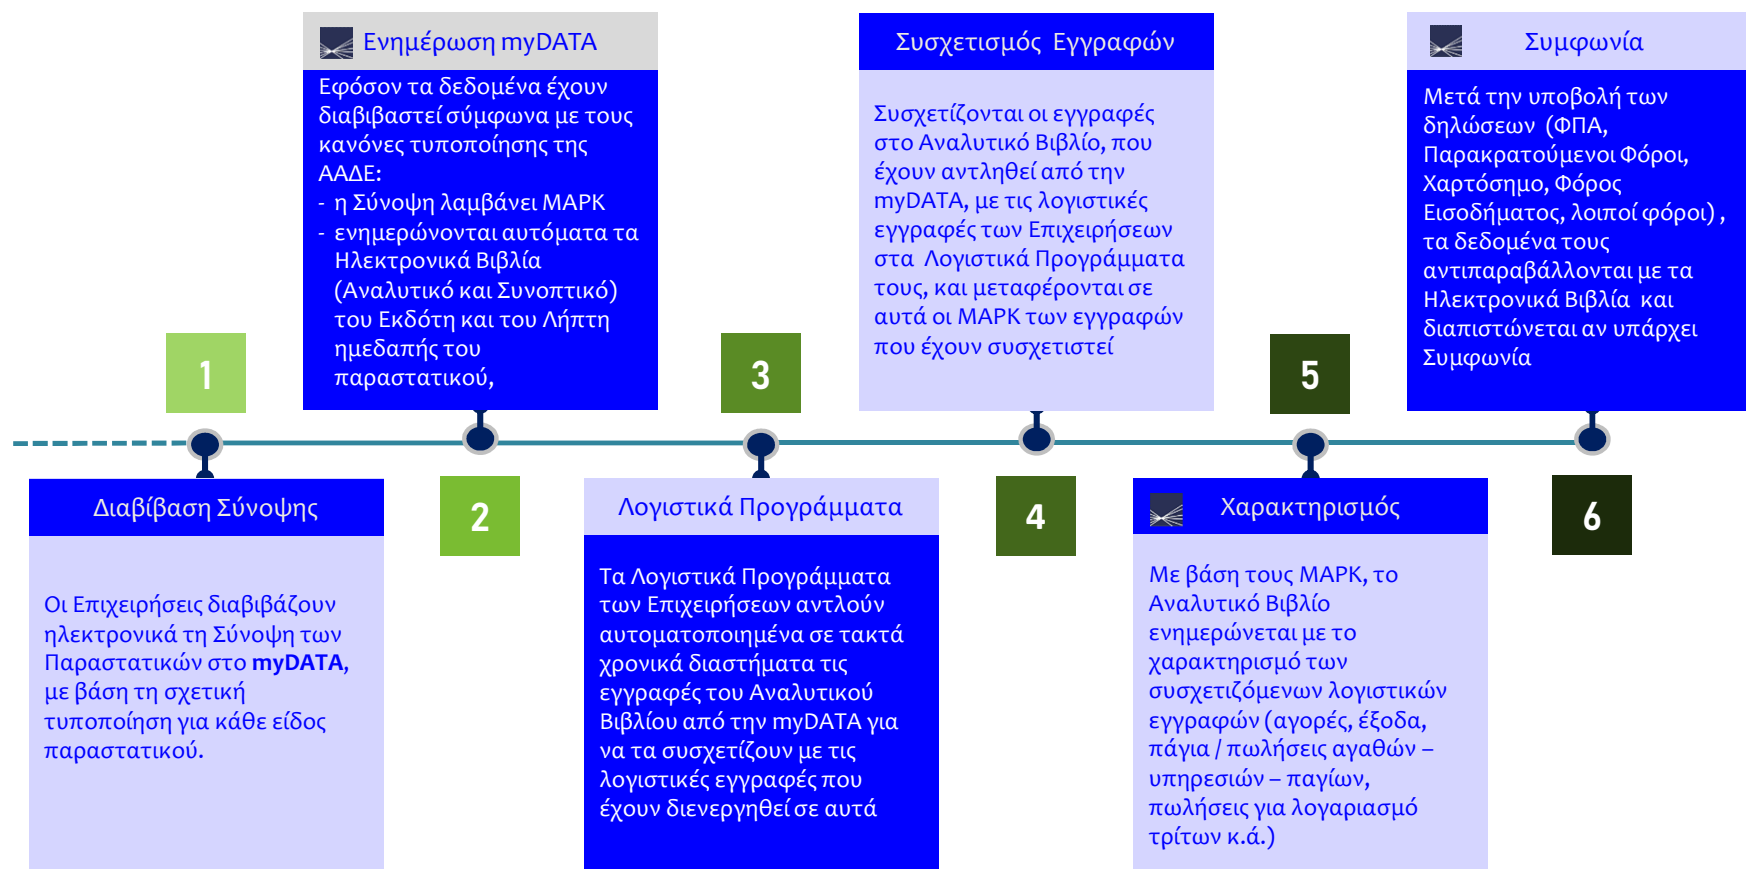 1
Διαβίβαση Σύνοψης
Οι Επιχειρήσεις διαβιβάζουν
ηλεκτρονικά τη Σύνοψη των
Παραστατικών στο myDATA,
με βάση τη σχετική
τυποποίηση για κάθε είδος
παραστατικού.
2
Ενημέρωση myDATA
Εφόσον τα δεδομένα έχουν
διαβιβαστεί σύμφωνα με τους
κανόνες τυποποίησης της
ΑΑΔΕ:
- η Σύνοψη λαμβάνει ΜΑΡΚ
- ενημερώνονται αυτόματα τα
Ηλεκτρονικά Βιβλία
(Αναλυτικό και Συνοπτικό)
του Εκδότη και του Λήπτη
ημεδαπής του
παραστατικού,
3
Λογιστικά Προγράμματα
Τα Λογιστικά Προγράμματα
των Επιχειρήσεων αντλούν
αυτοματοποιημένα σε τακτά
χρονικά διαστήματα τις
εγγραφές του Αναλυτικού
Βιβλίου από την myDATA για
να τα συσχετίζουν με τις
λογιστικές εγγραφές που
έχουν διενεργηθεί σε αυτά
4
Συσχετισμός Εγγραφών
Συσχετίζονται οι εγγραφές
στο Αναλυτικό Βιβλίο, που
έχουν αντληθεί από την
myDATA, με τις λογιστικές
εγγραφές των Επιχειρήσεων
στα Λογιστικά Προγράμματα
τους, και μεταφέρονται σε
αυτά οι ΜΑΡΚ των εγγραφών
που έχουν συσχετιστεί
5
Χαρακτηρισμός
Με βάση τους ΜΑΡΚ, το
Αναλυτικό Βιβλίο
ενημερώνεται με το
χαρακτηρισμό των
συσχετιζόμενων λογιστικών
εγγραφών (αγορές, έξοδα,
πάγια / πωλήσεις αγαθών –
υπηρεσιών – παγίων,
πωλήσεις για λογαριασμό
τρίτων κ.ά.)
6
Συμφωνία
Μετά την υποβολή των
δηλώσεων (ΦΠΑ,
Παρακρατούμενοι Φόροι,
Χαρτόσημο, Φόρος
Εισοδήματος, λοιποί φόροι) ,
τα δεδομένα τους
αντιπαραβάλλονται με τα
Ηλεκτρονικά Βιβλία και
διαπιστώνεται αν υπάρχει
Συμφωνία